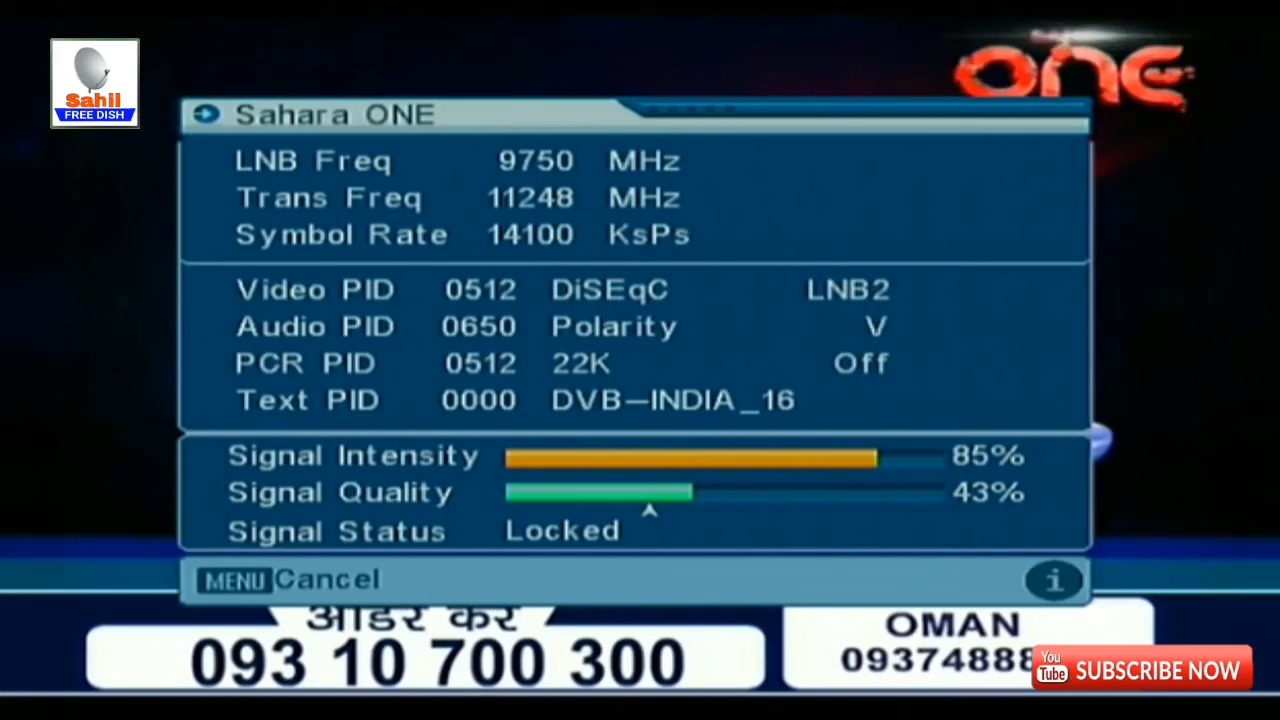 Sahil
FREE DISH
ONE
Sahara ONE
LNB Freq 9750 MHz
Trans Freq 11248 MHz
Symbol Rate 14100 KsPs
Video PID 0512 DiSEqC LNB2
Audio PID 0650 Polarity V
PCR PID 0512 22K Off
Text PID 0000 DVB-INDIA_16
Signal Intensity 85%
Signal Quality 43%
Signal Status Locked
MENU Cancel i
093 10 700 300
OMAN
You Tube SUBSCRIBE NOW